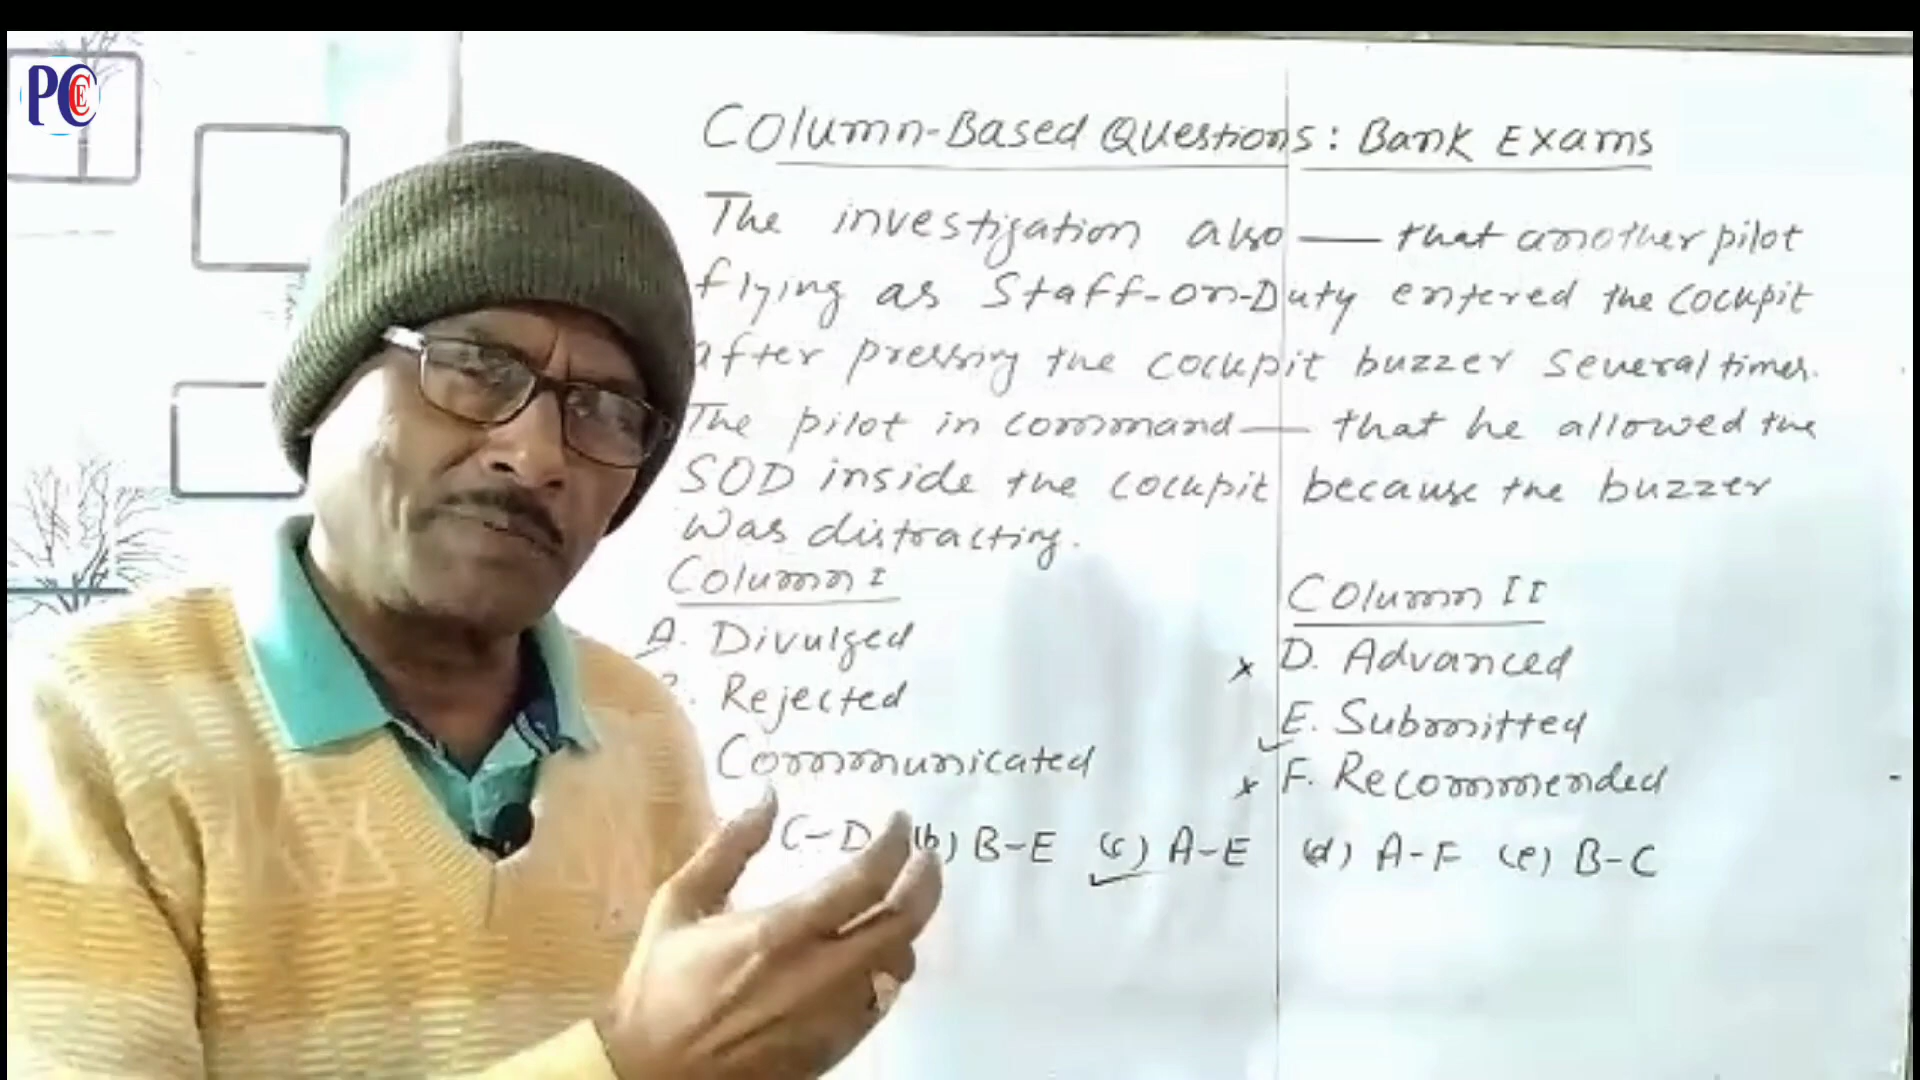 PCEC
Column-Based Questions: Bank Exams
The investigation also — that another pilot
flying as Staff-on-Duty entered the cockpit
after pressing the cockpit buzzer several times.
The pilot in command — that he allowed the
SOD inside the cockpit because the buzzer
was distracting.
Column I
A. Divulged
Rejected
Communicated
Column II
D. Advanced
E. Submitted
F. Recommended
C-D (b) B-E (c) A-E (d) A-F (e) B-C